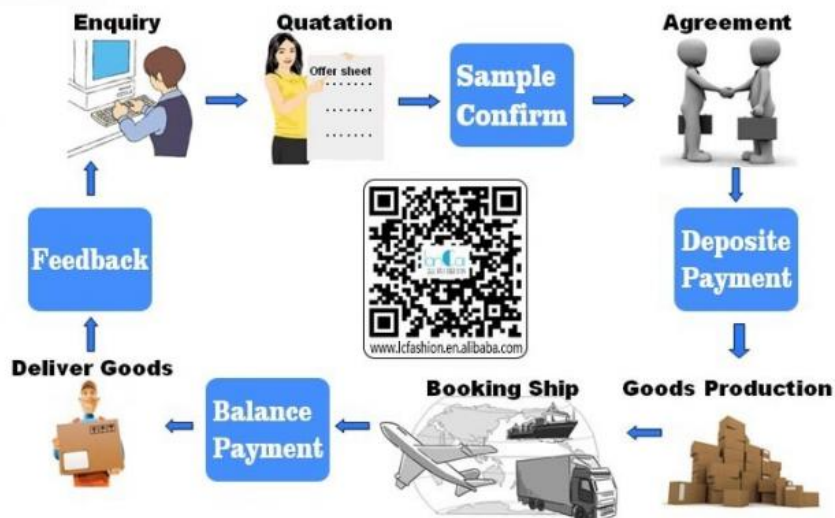 Enquiry
Quatation
Agreement
Offer sheet
Sample
Confirm
Feedback
Deposite
Payment
www.lcfashion.en.alibaba.com
Deliver Goods
Balance
Payment
Booking Ship
Goods Production